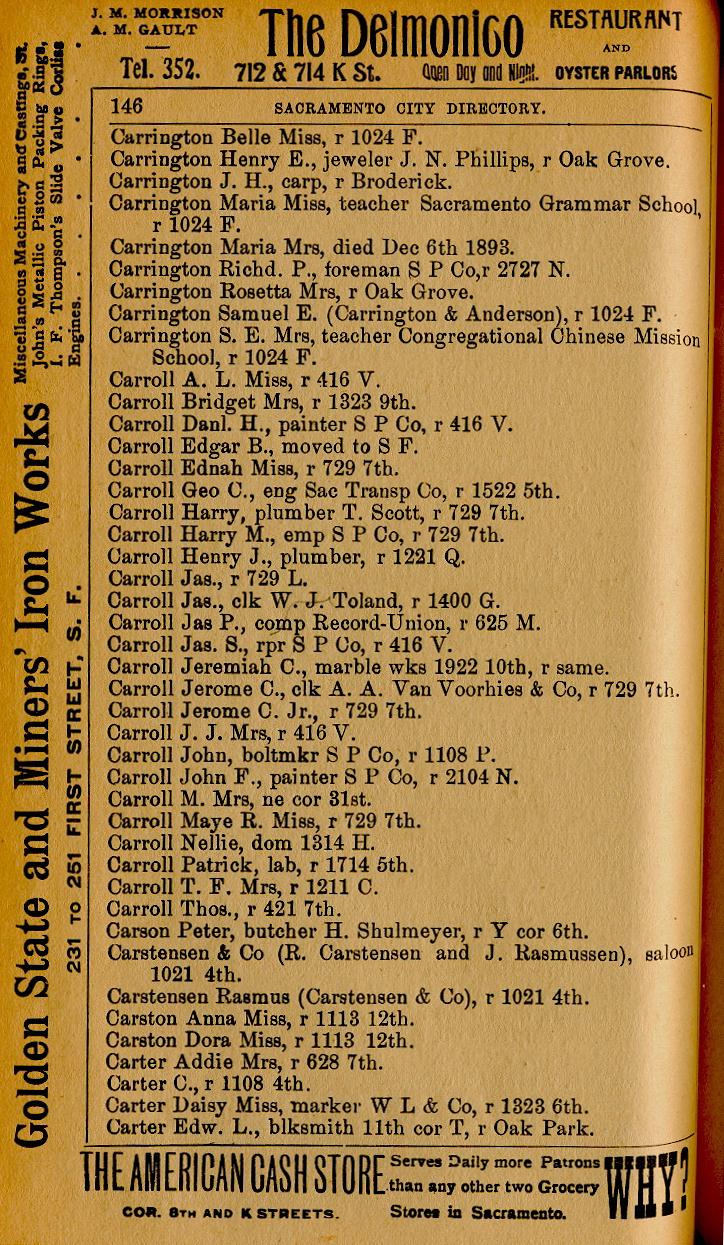 J. M. MORRISON
A. M. GAULT
Tel. 352.
The Delmonico
712 & 714 K St. Open Day and Night.
RESTAURANT
AND
OYSTER PARLORS
146 SACRAMENTO CITY DIRECTORY.
Carrington Belle Miss, r 1024 F.
Carrington Henry E., jeweler J. N. Phillips, r Oak Grove.
Carrington J. H., carp, r Broderick.
Carrington Maria Miss, teacher Sacramento Grammar School,
r 1024 F.
Carrington Maria Mrs, died Dec 6th 1893.
Carrington Richd. P., foreman S P Co,r 2727 N.
Carrington Rosetta Mrs, r Oak Grove.
Carrington Samuel E. (Carrington & Anderson), r 1024 F.
Carrington S. E. Mrs, teacher Congregational Chinese Mission
School, r 1024 F.
Carroll A. L. Miss, r 416 V.
Carroll Bridget Mrs, r 1323 9th.
Carroll Danl. H., painter S P Co, r 416 V.
Carroll Edgar B., moved to S F.
Carroll Ednah Miss, r 729 7th.
Carroll Geo C., eng Sac Transp Co, r 1522 5th.
Carroll Harry, plumber T. Scott, r 729 7th.
Carroll Harry M., emp S P Co, r 729 7th.
Carroll Henry J., plumber, r 1221 Q.
Carroll Jas., r 729 L.
Carroll Jas., clk W. J. Toland, r 1400 G.
Carroll Jas P., comp Record-Union, r 625 M.
Carroll Jas. S., rpr S P Co, r 416 V.
Carroll Jeremiah C., marble wks 1922 10th, r same.
Carroll Jerome C., clk A. A. Van Voorhies & Co, r 729 7th.
Carroll Jerome C. Jr., r 729 7th.
Carroll J. J. Mrs, r 416 V.
Carroll John, boltmkr S P Co, r 1108 P.
Carroll John F., painter S P Co, r 2104 N.
Carroll M. Mrs, ne cor 31st.
Carroll Maye R. Miss, r 729 7th.
Carroll Nellie, dom 1314 H.
Carroll Patrick, lab, r 1714 5th.
Carroll T. F. Mrs, r 1211 C.
Carroll Thos., r 421 7th.
Carson Peter, butcher H. Shulmeyer, r Y cor 6th.
Carstensen & Co (R. Carstensen and J. Rasmussen), saloon
1021 4th.
Carstensen Rasmus (Carstensen & Co), r 1021 4th.
Carston Anna Miss, r 1113 12th.
Carston Dora Miss, r 1113 12th.
Carter Addie Mrs, r 628 7th.
Carter C., r 1108 4th.
Carter Daisy Miss, marker W L & Co, r 1323 6th.
Carter Edw. L., blksmith 11th cor T, r Oak Park.
Golden State and Miners' Iron Works
231 TO 251 FIRST STREET, S. F.
Miscellaneous Machinery and Castings, St.
John's Metallic Piston Packing Rings,
I. F. Thompson's Slide Valve Corliss
Engines.
THE AMERICAN CASH STORE
COR. 8TH AND K STREETS.
Serves Daily more Patrons
than any other two Grocery
Stores in Sacramento.
WHY?